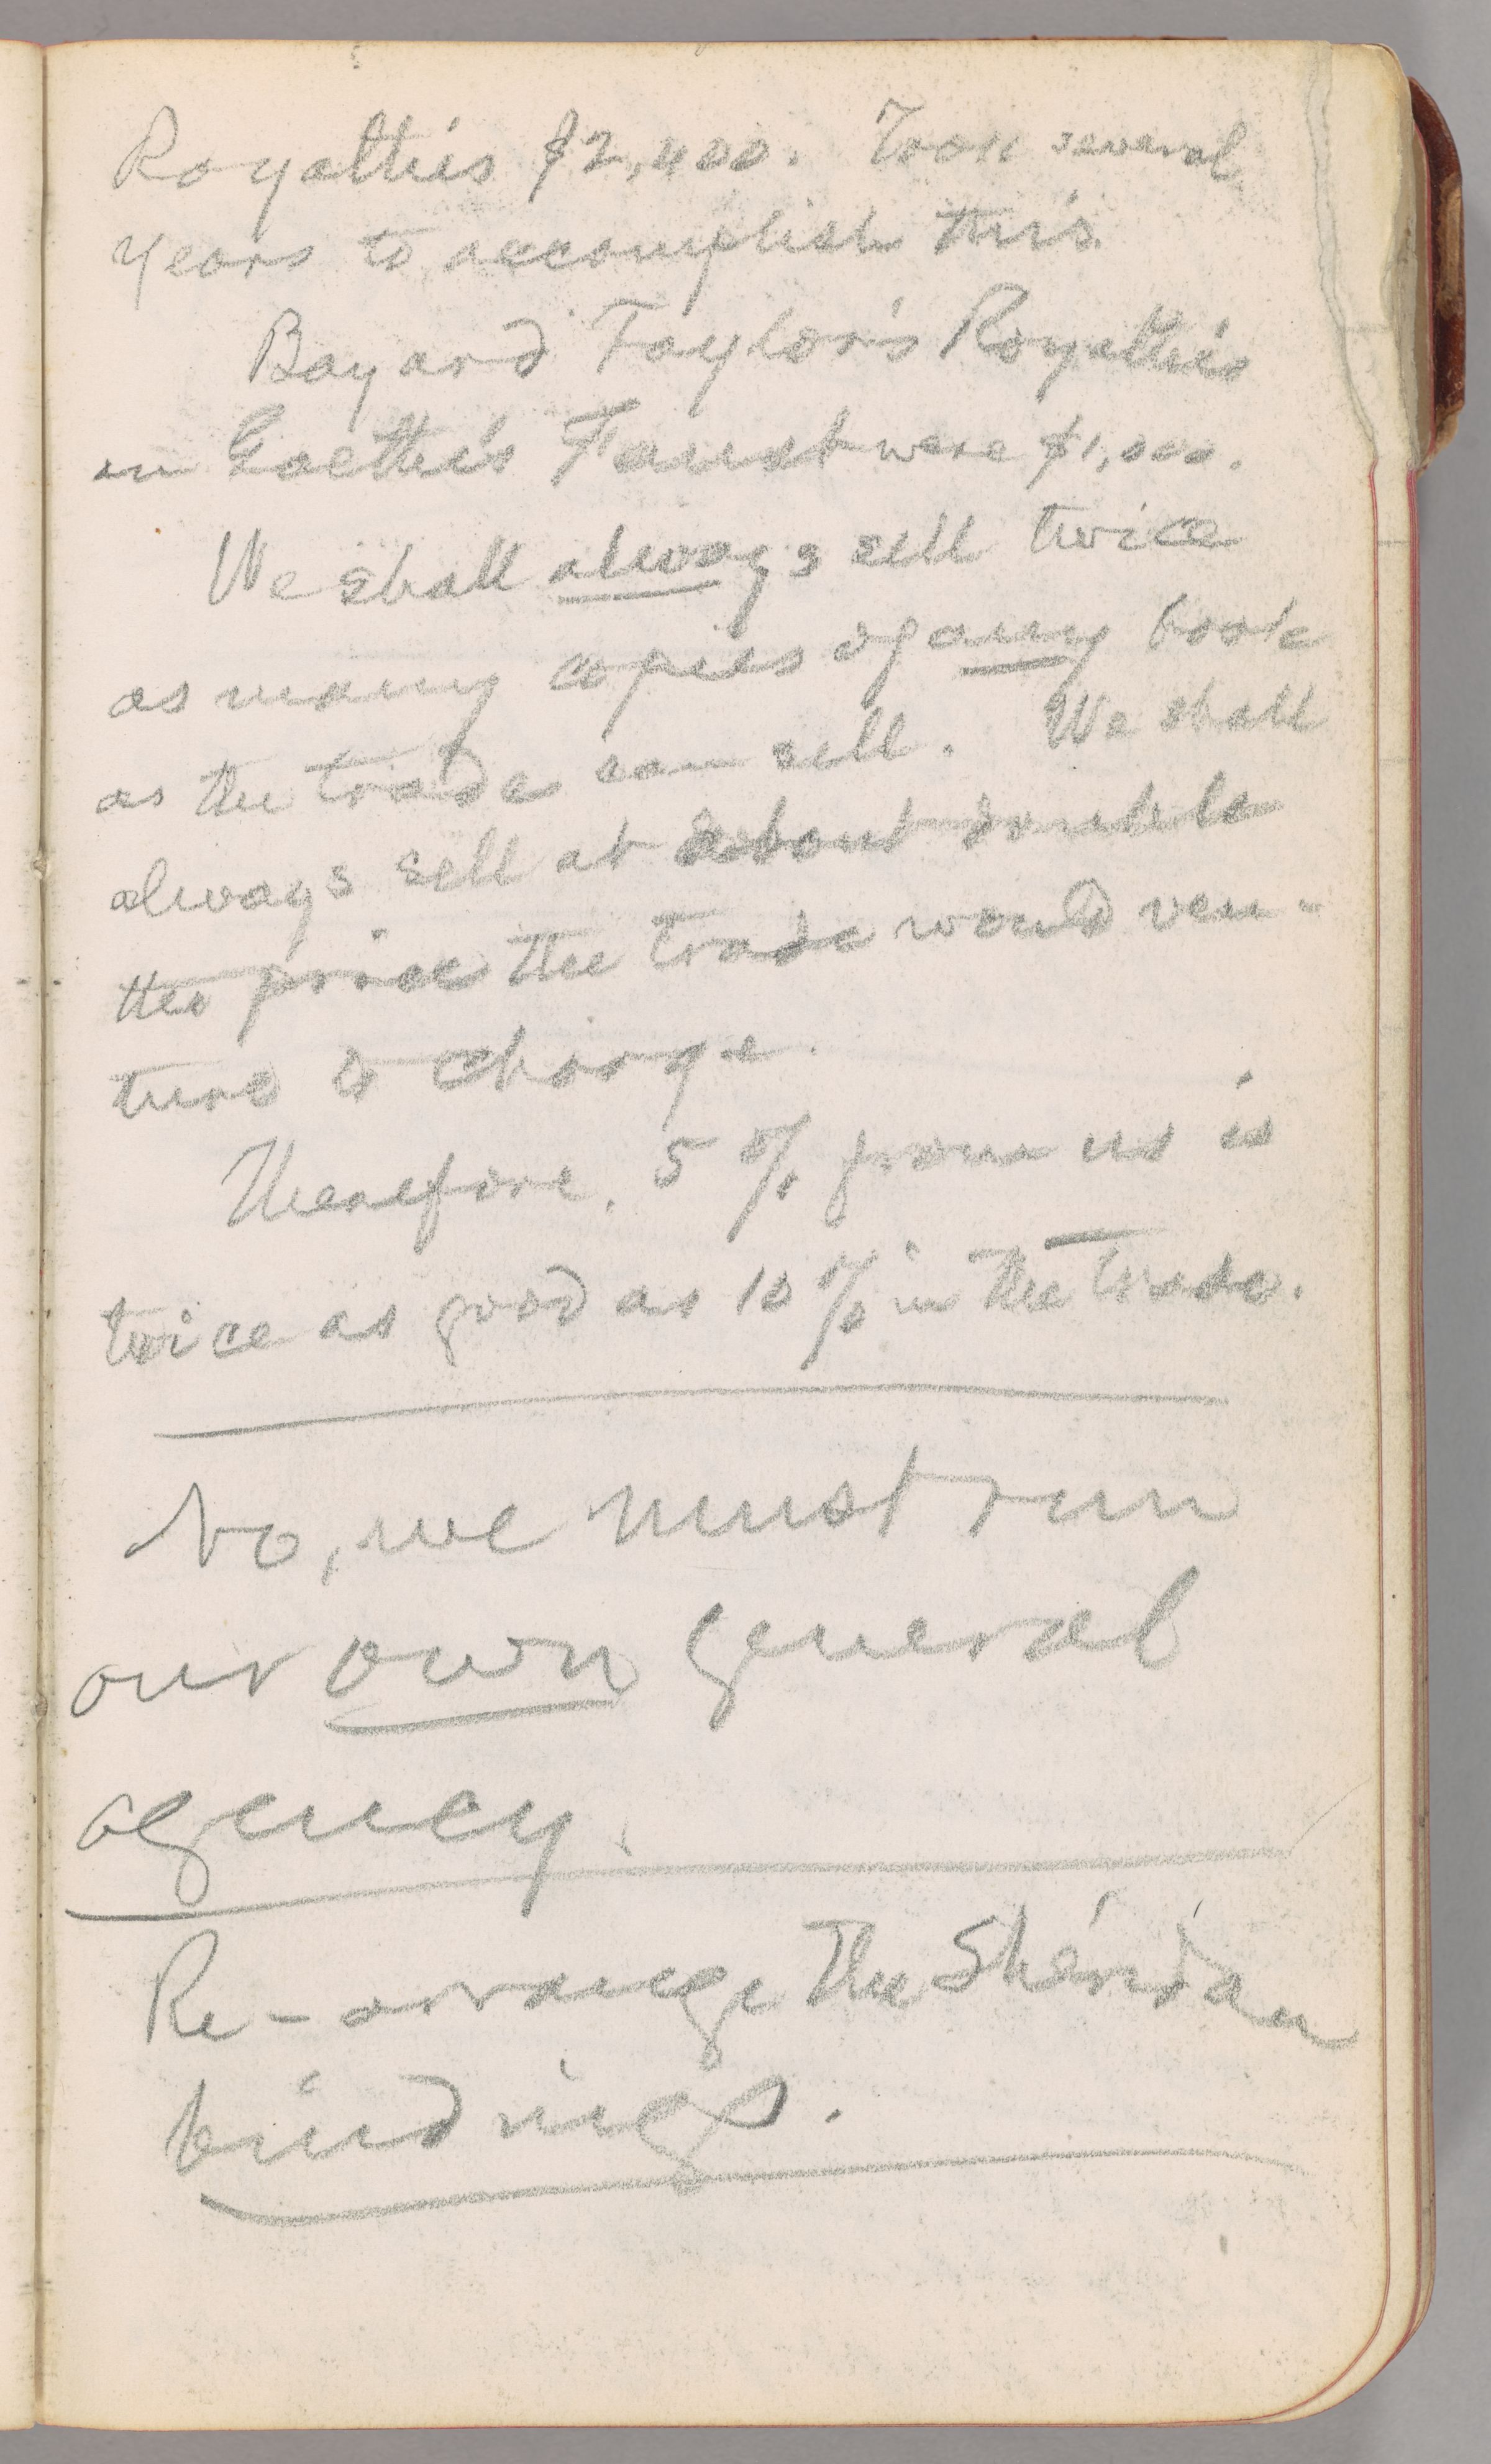 Royalties $2,400. Took several
years to accomplish this.
Bayard Taylor's Royalties
on Goethe's Faust were $1,000.
We shall always sell twice
as many copies of any book
as the trade can sell. We shall
always sell at about double
the price the trade would ven-
ture to charge.
Therefore, 5% from us is
twice as good as 10% in the trade.
No, we must run
our own general
agency.
Re-arrange the Sheridan
bindings.